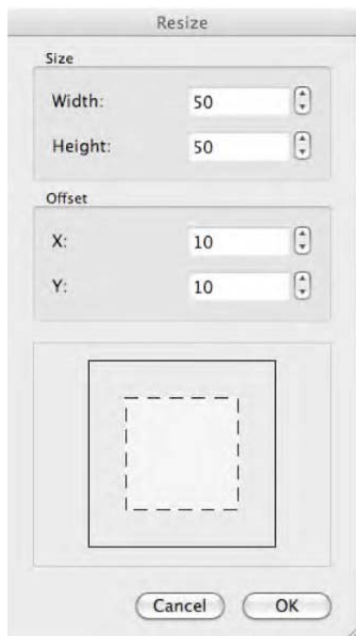 Resize
Size
Width: 50
Height: 50
Offset
X: 10
Y: 10
Cancel OK